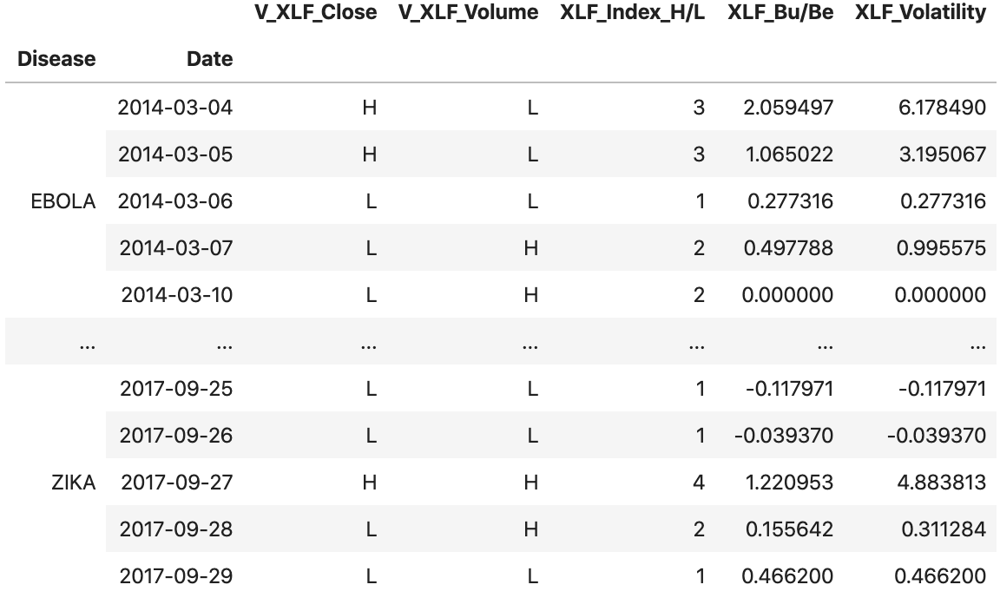 V_XLF_Close V_XLF_Volume XLF_Index_H/L XLF_Bu/Be XLF_Volatility
Disease Date
2014-03-04 H L 3 2.059497 6.178490
2014-03-05 H L 3 1.065022 3.195067
EBOLA 2014-03-06 L L 1 0.277316 0.277316
2014-03-07 L H 2 0.497788 0.995575
2014-03-10 L H 2 0.000000 0.000000
... ... ... ... ... ... ...
2017-09-25 L L 1 -0.117971 -0.117971
2017-09-26 L L 1 -0.039370 -0.039370
ZIKA 2017-09-27 H H 4 1.220953 4.883813
2017-09-28 L H 2 0.155642 0.311284
2017-09-29 L L 1 0.466200 0.466200